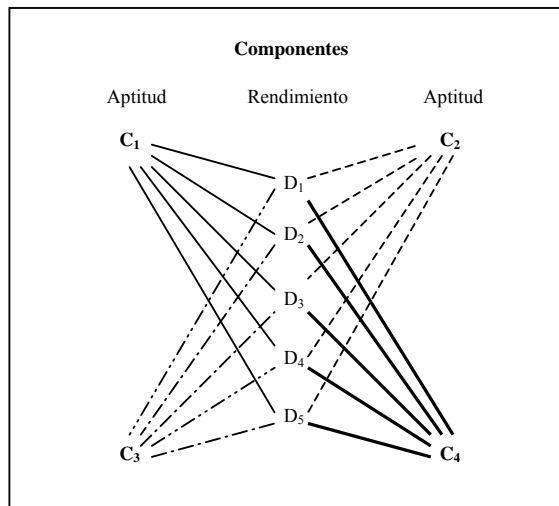 Componentes
Aptitud Rendimiento Aptitud
C₁ C₂
D₁
D₂
D₃
D₄
D₅
C₃ C₄